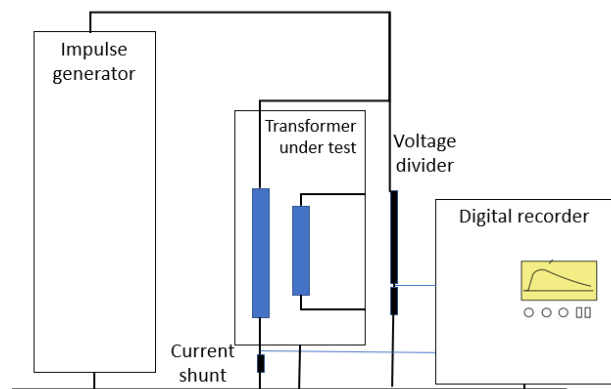 Impulse
generator
Transformer
under test
Voltage
divider
Digital recorder
Current
shunt